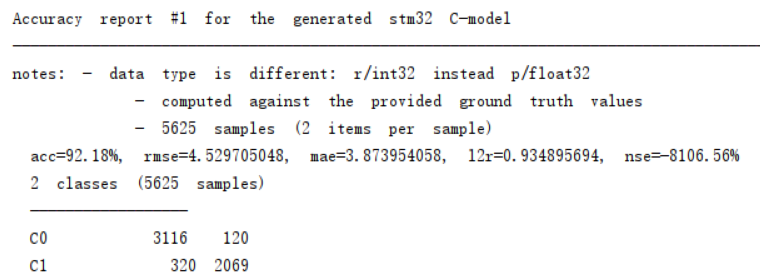 Accuracy report #1 for the generated stm32 C-model
notes: - data type is different: r/int32 instead p/float32
- computed against the provided ground truth values
- 5625 samples (2 items per sample)
acc=92.18%, rmse=4.529705048, mae=3.873954058, l2r=0.934895694, nse=-8106.56%
2 classes (5625 samples)
C0 3116 120
C1 320 2069